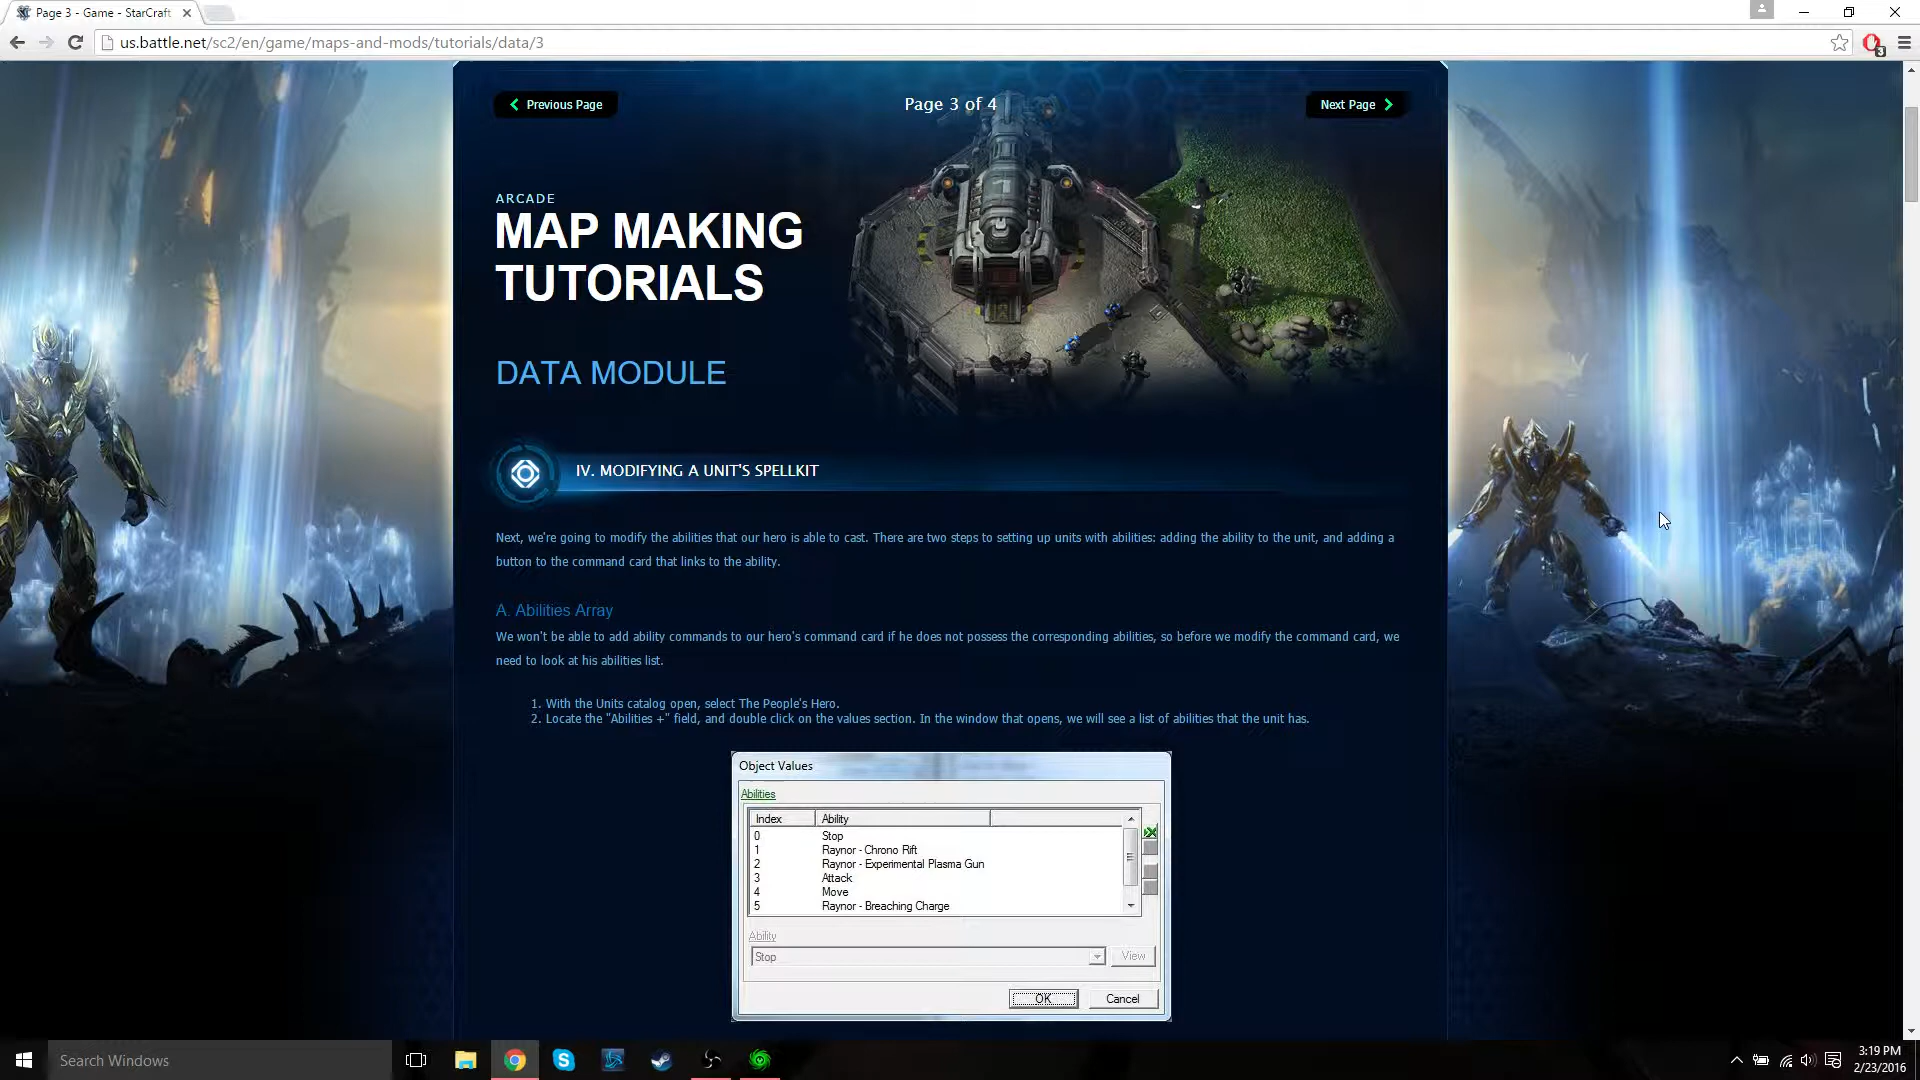 Page 3 - Game - StarCraft
us.battle.net/sc2/en/game/maps-and-mods/tutorials/data/3
3
Previous Page
Page 3 of 4
Next Page
ARCADE
MAP MAKING
TUTORIALS
DATA MODULE
IV. MODIFYING A UNIT'S SPELLKIT
Next, we're going to modify the abilities that our hero is able to cast. There are two steps to setting up units with abilities: adding the ability to the unit, and adding a
button to the command card that links to the ability.
A. Abilities Array
We won't be able to add ability commands to our hero's command card if he does not possess the corresponding abilities, so before we modify the command card, we
need to look at his abilities list.
1. With the Units catalog open, select The People's Hero.
2. Locate the "Abilities +" field, and double click on the values section. In the window that opens, we will see a list of abilities that the unit has.
Object Values
Abilities
Index Ability
0 Stop
1 Raynor - Chrono Rift
2 Raynor - Experimental Plasma Gun
3 Attack
4 Move
5 Raynor - Breaching Charge
Ability
Stop View
OK Cancel
Search Windows
3:19 PM
2/23/2016